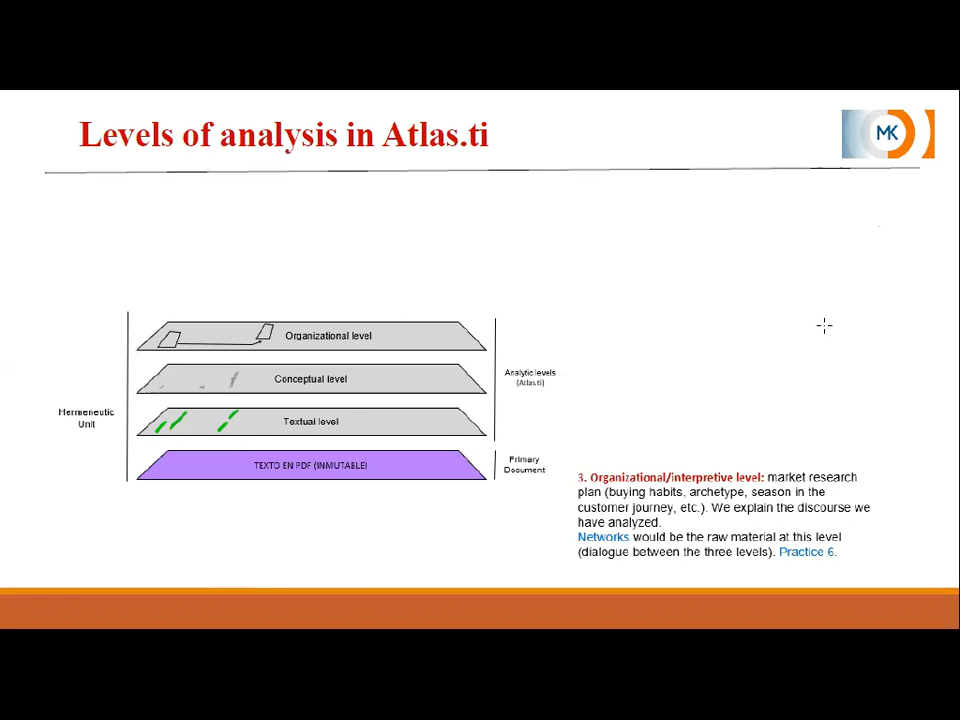 Levels of analysis in Atlas.ti
MK
Organizational level
Conceptual level
Textual level
TEXTO EN PDF (INMUTABLE)
Hermeneutic
Unit
Analytic levels
(Atlas.ti)
Primary
Document
3. Organizational/interpretive level: market research
plan (buying habits, archetype, season in the
customer journey, etc.). We explain the discourse we
have analyzed.
Networks would be the raw material at this level
(dialogue between the three levels). Practice 6.